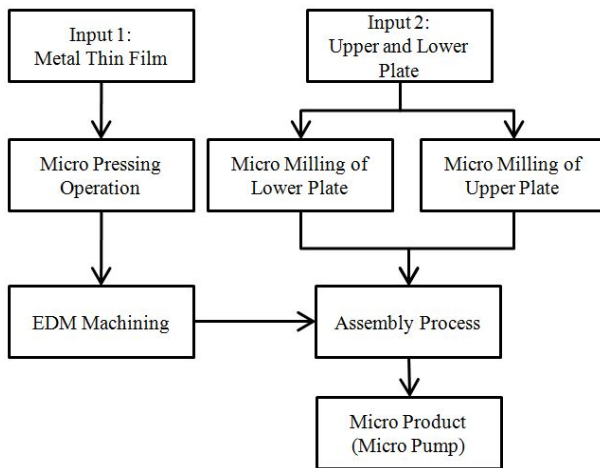 Input 1:
Metal Thin Film
Input 2:
Upper and Lower
Plate
Micro Pressing
Operation
Micro Milling of
Lower Plate
Micro Milling of
Upper Plate
EDM Machining
Assembly Process
Micro Product
(Micro Pump)